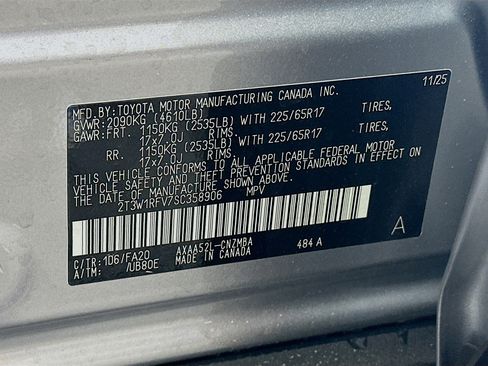 MFD.BY:TOYOTA MOTOR MANUFACTURING CANADA INC. 11/25
GVWR:2090KG (4610LB)
GAWR:FRT. 1150KG (2535LB) WITH 225/65R17 TIRES,
17X7.0J RIMS.
RR. 1150KG (2535LB) WITH 225/65R17 TIRES,
17X7.0J RIMS.
THIS VEHICLE CONFORMS TO ALL APPLICABLE FEDERAL MOTOR
VEHICLE SAFETY AND THEFT PREVENTION STANDARDS IN EFFECT ON
THE DATE OF MANUFACTURE SHOWN ABOVE.
2T3W1RFV7SC358906 MPV
A
C/TR:1D6/FA20 AXAA52L-CNZMBA 484 A
A/TM: /UB80E MADE IN CANADA